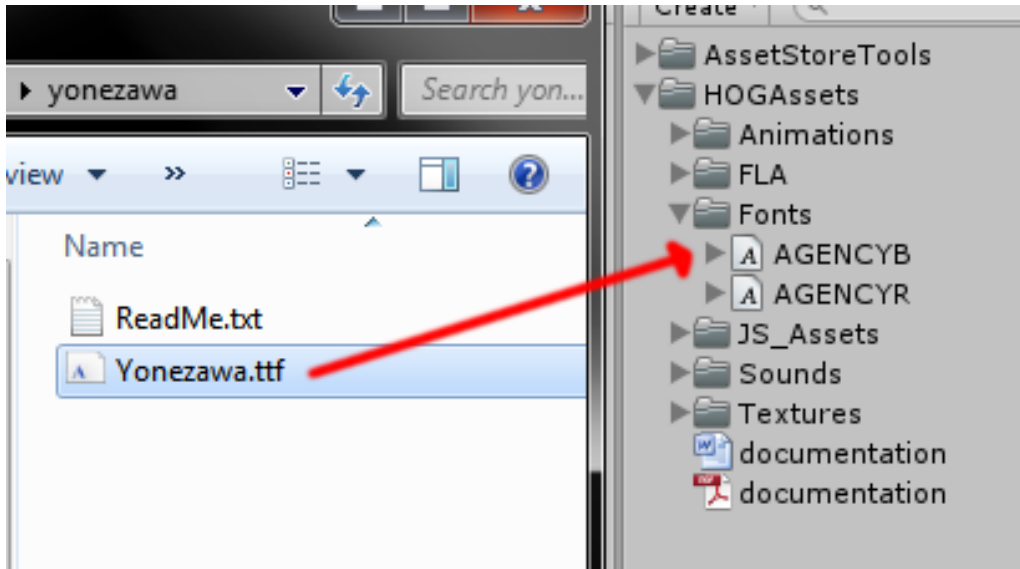 yonezawa
Search yon...
view
»
Name
ReadMe.txt
Yonezawa.ttf
Create
AssetStoreTools
HOGAssets
Animations
FLA
Fonts
AGENCYB
AGENCYR
JS_Assets
Sounds
Textures
documentation
documentation